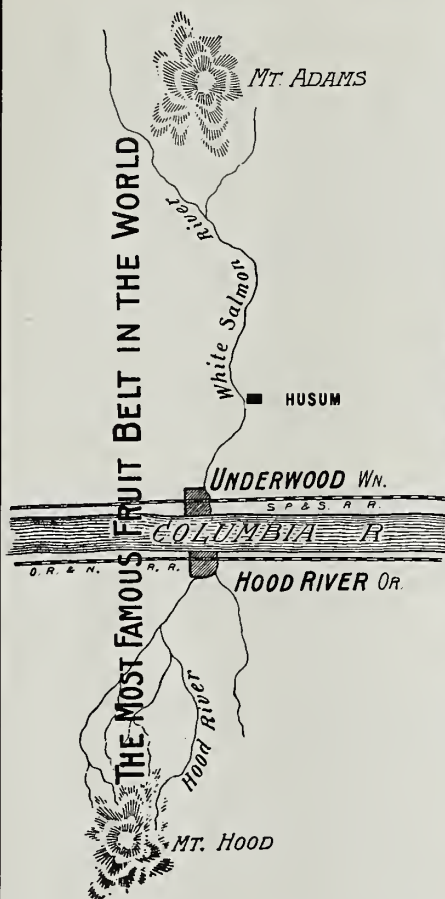 MT. ADAMS
THE MOST FAMOUS FRUIT BELT IN THE WORLD
White Salmon River
HUSUM
UNDERWOOD WN.
S P & S. R R.
COLUMBIA R
O. R. & N. R. R.
HOOD RIVER OR.
Hood River
MT. HOOD